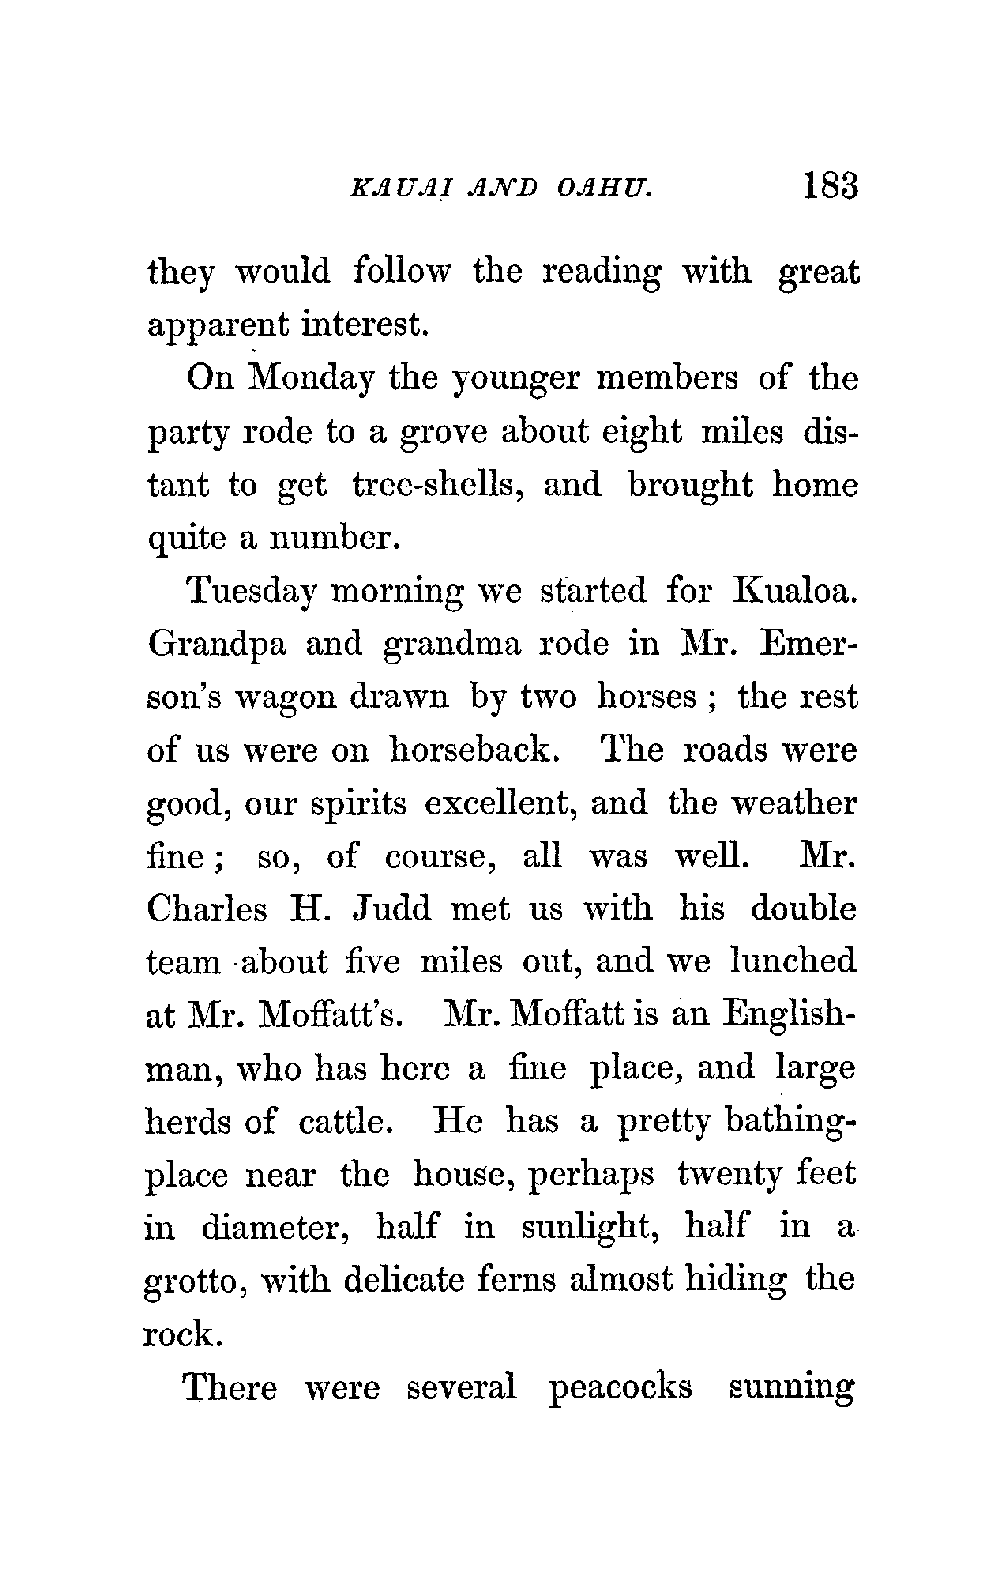 KAUAI AND OAHU. 183
they would follow the reading with great
apparent interest.
On Monday the younger members of the
party rode to a grove about eight miles dis-
tant to get tree-shells, and brought home
quite a number.
Tuesday morning we started for Kualoa.
Grandpa and grandma rode in Mr. Emer-
son's wagon drawn by two horses ; the rest
of us were on horseback. The roads were
good, our spirits excellent, and the weather
fine ; so, of course, all was well. Mr.
Charles H. Judd met us with his double
team about five miles out, and we lunched
at Mr. Moffatt's. Mr. Moffatt is an English-
man, who has here a fine place, and large
herds of cattle. He has a pretty bathing-
place near the house, perhaps twenty feet
in diameter, half in sunlight, half in a
grotto, with delicate ferns almost hiding the
rock.
There were several peacocks sunning